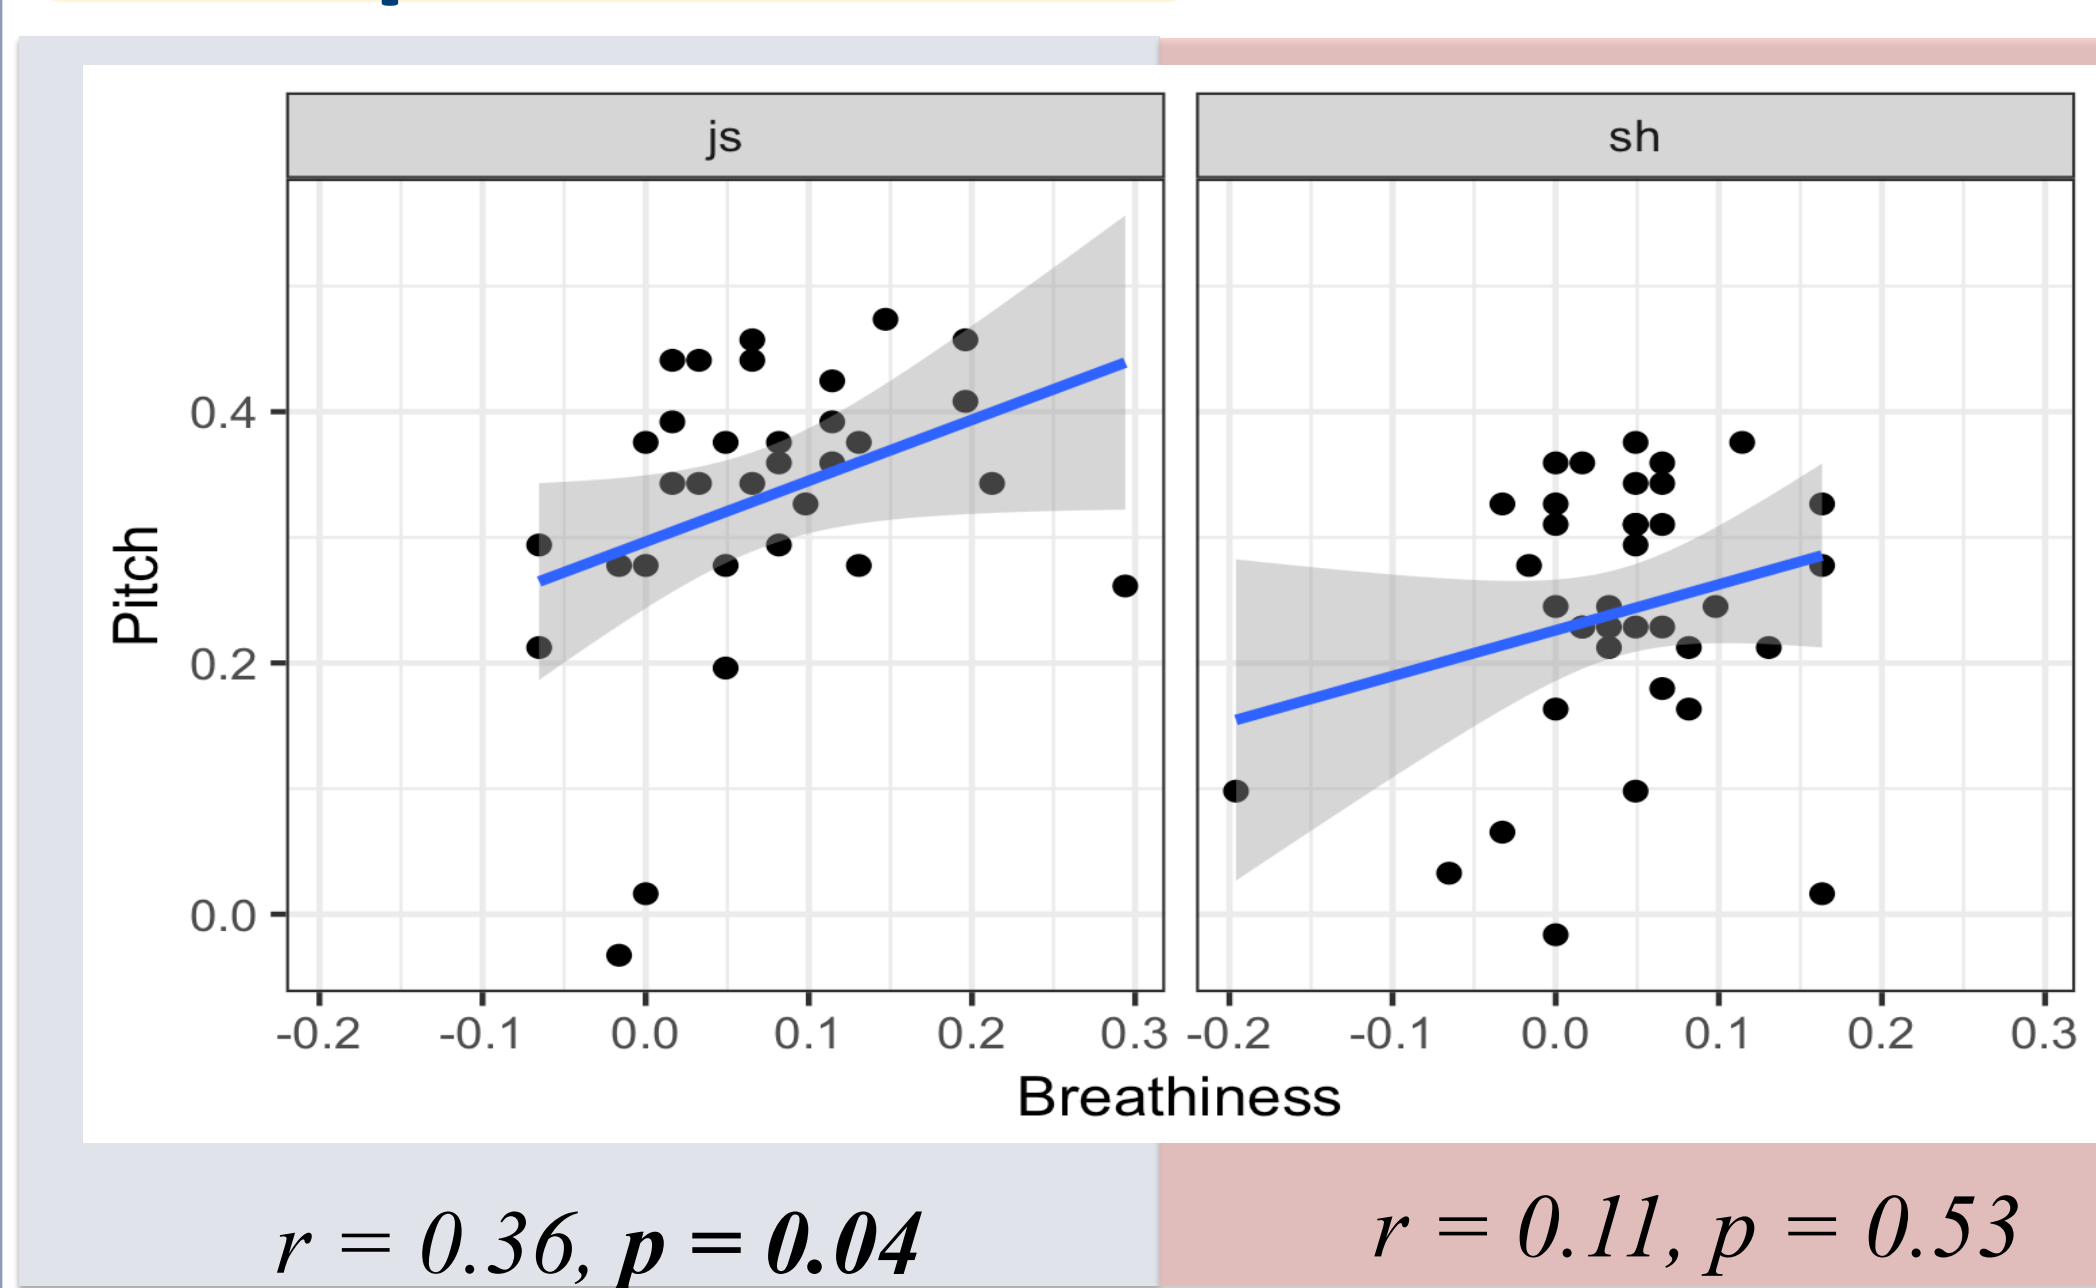 js
sh
Pitch
0.4
0.2
0.0
-0.2 -0.1 0.0 0.1 0.2 0.3
-0.2 -0.1 0.0 0.1 0.2 0.3
Breathiness
r = 0.36, p = 0.04
r = 0.11, p = 0.53